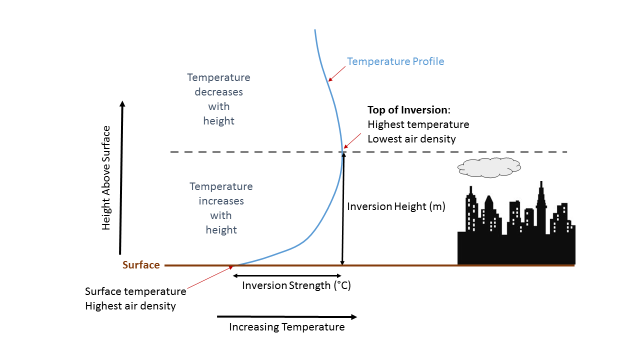 Temperature Profile
Temperature
decreases
with
height
Top of Inversion:
Highest temperature
Lowest air density
Height Above Surface
Temperature
increases
with
height
Inversion Height (m)
Surface
Surface temperature
Highest air density
Inversion Strength (°C)
Increasing Temperature